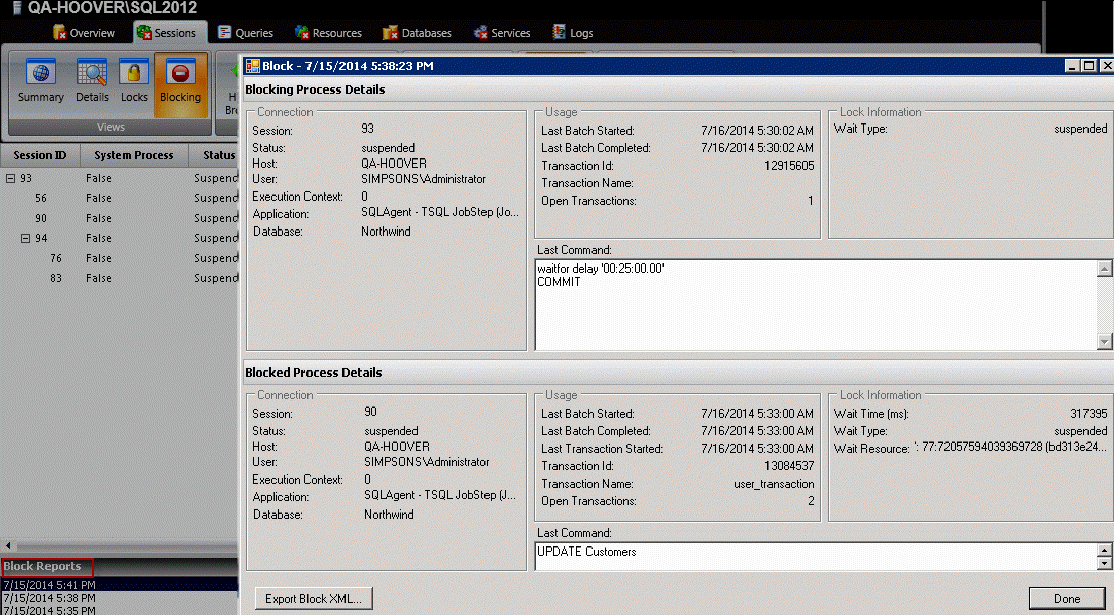 QA-HOOVER\SQL2012
Overview Sessions Queries Resources Databases Services Logs
Summary Details Locks Blocking
Views
Session ID System Process Status
93 False Suspend
56 False Suspend
90 False Suspend
94 False Suspend
76 False Suspend
83 False Suspend
Block Reports
7/15/2014 5:41 PM
7/15/2014 5:38 PM
7/15/2014 5:35 PM
Block - 7/15/2014 5:38:23 PM
Blocking Process Details
Connection
Session: 93
Status: suspended
Host: QA-HOOVER
User: SIMPSONS\Administrator
Execution Context: 0
Application: SQLAgent - TSQL JobStep (Jo...
Database: Northwind
Usage
Last Batch Started: 7/16/2014 5:30:02 AM
Last Batch Completed: 7/16/2014 5:30:02 AM
Transaction Id: 12915605
Transaction Name:
Open Transactions: 1
Lock Information
Wait Type: suspended
Last Command:
waitfor delay '00:25:00.00'
COMMIT
Blocked Process Details
Connection
Session: 90
Status: suspended
Host: QA-HOOVER
User: SIMPSONS\Administrator
Execution Context: 0
Application: SQLAgent - TSQL JobStep (J...
Database: Northwind
Usage
Last Batch Started: 7/16/2014 5:33:00 AM
Last Batch Completed: 7/16/2014 5:33:00 AM
Last Transaction Started: 7/16/2014 5:33:00 AM
Transaction Id: 13084537
Transaction Name: user_transaction
Open Transactions: 2
Lock Information
Wait Time (ms): 317395
Wait Type: suspended
Wait Resource: ': 77:72057594039369728 (bd313e24...
Last Command:
UPDATE Customers
Export Block XML... Done